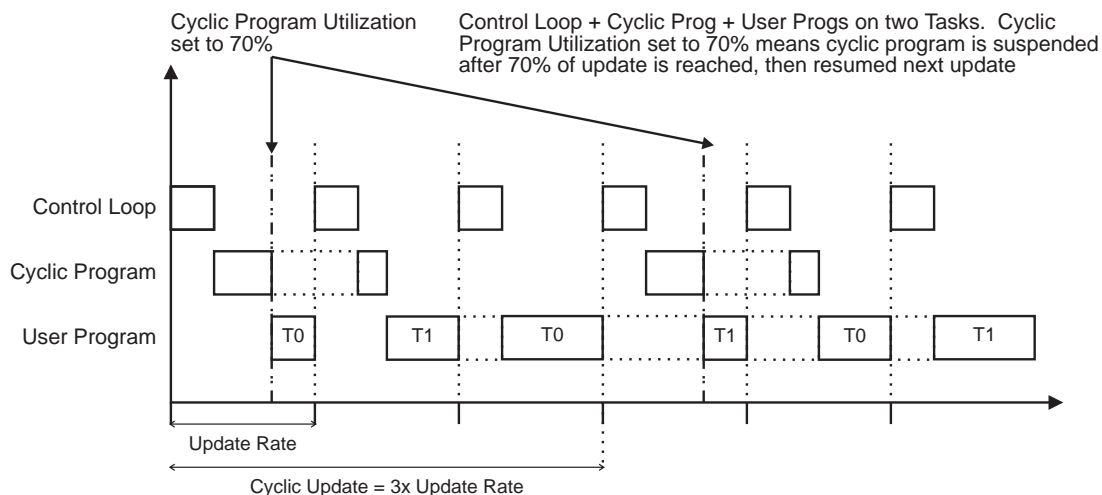 Cyclic Program Utilization
set to 70%
Control Loop + Cyclic Prog + User Progs on two Tasks.  Cyclic
Program Utilization set to 70% means cyclic program is suspended
after 70% of update is reached, then resumed next update
Control Loop
Cyclic Program
User Program
T0
T1
T0
T1
T0
T1
Update Rate
Cyclic Update = 3x Update Rate